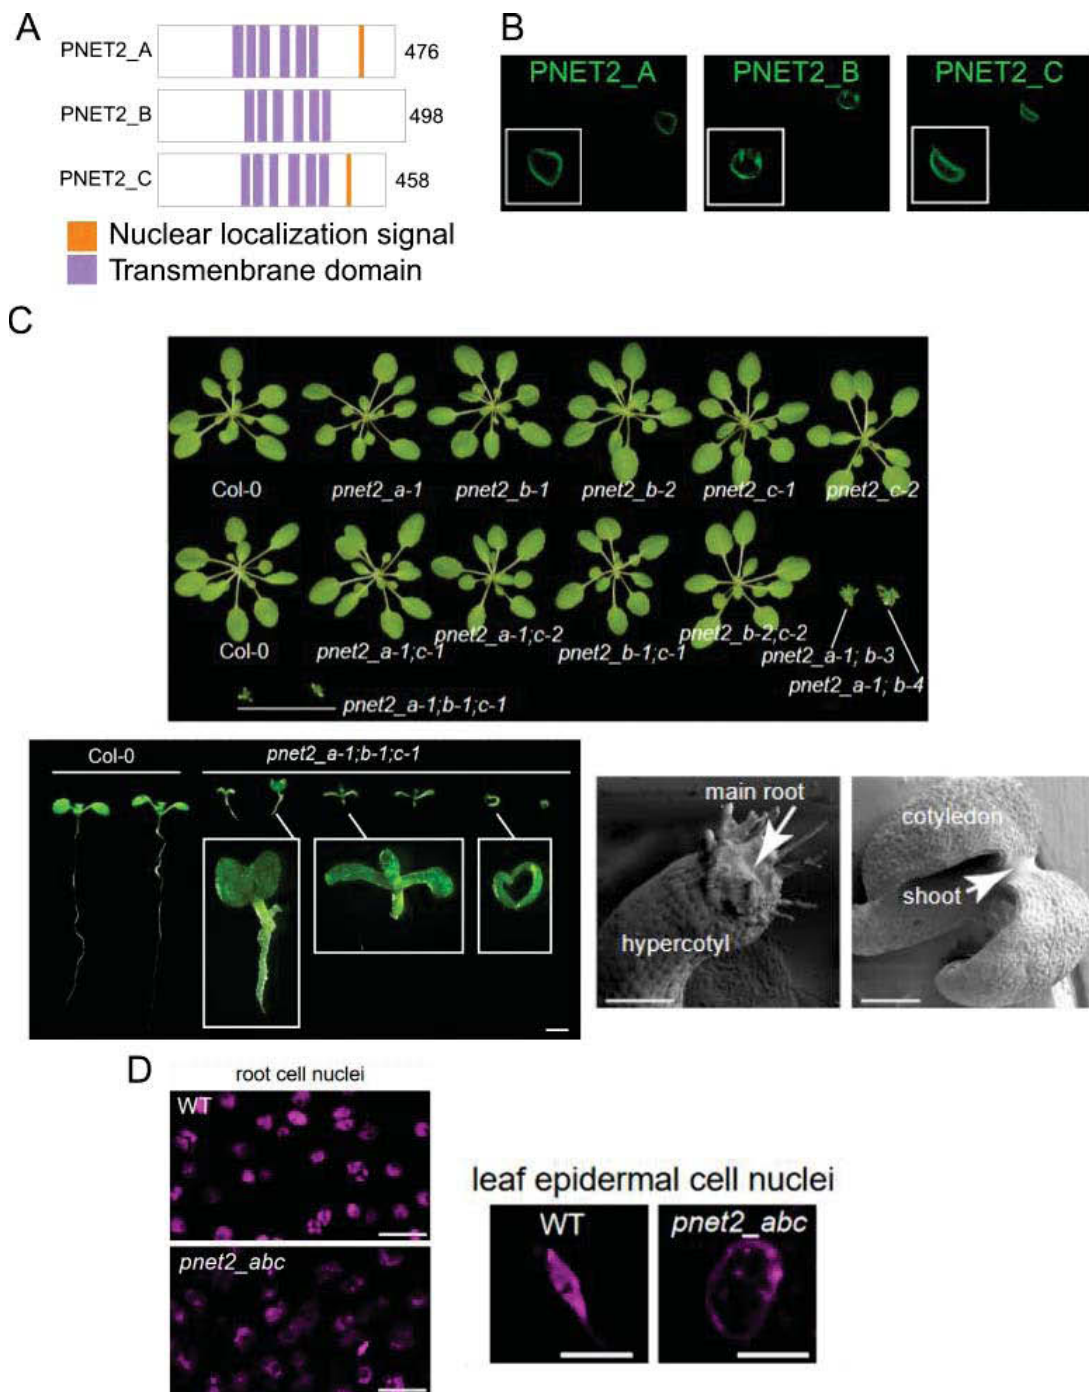 A
PNET2_A
476
PNET2_B
498
PNET2_C
458
Nuclear localization signal
Transmenbrane domain
B
PNET2_A
PNET2_B
PNET2_C
C
Col-0
pnet2_a-1
pnet2_b-1
pnet2_b-2
pnet2_c-1
pnet2_c-2
Col-0
pnet2_a-1;c-1
pnet2_a-1;c-2
pnet2_b-1;c-1
pnet2_b-2;c-2
pnet2_a-1; b-3
pnet2_a-1; b-4
pnet2_a-1;b-1;c-1
Col-0
pnet2_a-1;b-1;c-1
main root
hypercotyl
cotyledon
shoot
D
root cell nuclei
WT
pnet2_abc
leaf epidermal cell nuclei
WT
pnet2_abc